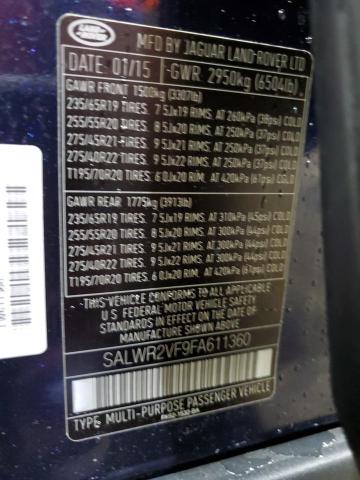 LAND-
ROVER
MFD BY JAGUAR LAND-ROVER LTD
DATE 01/15 GVWR 2950kg (6504lb)
GAWR FRONT 1500kg (3307lb)
235/65R19 TIRES. 7.5Jx19 RIMS. AT 260kPa (38psi) COLD
255/55R20 TIRES. 8.5Jx20 RIMS. AT 250kPa (37psi) COLD
275/45R21 TIRES. 9.5Jx21 RIMS. AT 250kPa (37psi) COLD
275/40R22 TIRES. 9.5Jx22 RIMS. AT 250kPa (37psi) COLD
T195/70R20 TIRES. 6.0Jx20 RIM. AT 420kPa (61psi) COLD
GAWR REAR 1775kg (3913lb)
235/65R19 TIRES. 7.5Jx19 RIMS. AT 310kPa (45psi) COLD
255/55R20 TIRES. 8.5Jx20 RIMS. AT 300kPa (44psi) COLD
275/45R21 TIRES. 9.5Jx21 RIMS. AT 300kPa (44psi) COLD
275/40R22 TIRES. 9.5Jx22 RIMS. AT 300kPa (44psi) COLD
T195/70R20 TIRES. 6.0Jx20 RIM. AT 420kPa (61psi) COLD
THIS VEHICLE CONFORMS TO ALL APPLICABLE
U S FEDERAL MOTOR VEHICLE SAFETY
STANDARDS IN EFFECT ON THE DATE OF
MANUFACTURE SHOWN ABOVE
SALWR2VF9FA611360
TYPE: MULTI-PURPOSE PASSENGER VEHICLE